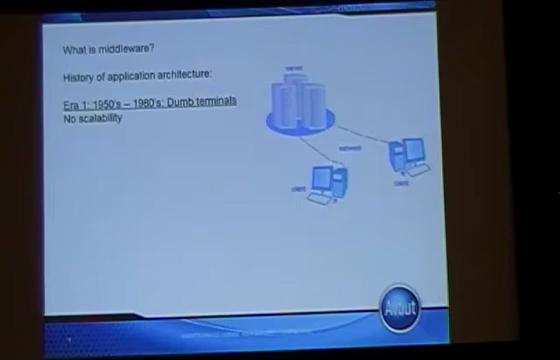 What is middleware?
History of application architecture:
Era 1: 1950's – 1980's: Dumb terminals
No scalability
server
network
client
client
Avout